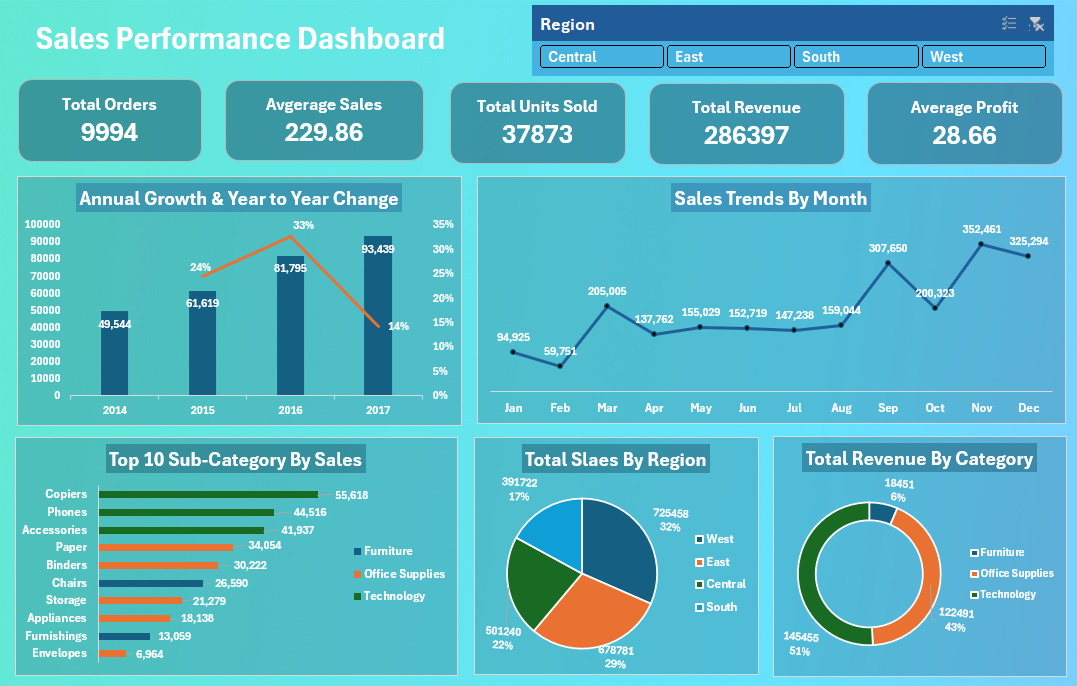 Sales Performance Dashboard
Region
Central
East
South
West
Total Orders
9994
Avgerage Sales
229.86
Total Units Sold
37873
Total Revenue
286397
Average Profit
28.66
Annual Growth & Year to Year Change
100000
90000
80000
70000
60000
50000
40000
30000
20000
10000
0
35%
30%
25%
20%
15%
10%
5%
0%
49,544
61,619
81,795
93,439
24%
33%
14%
2014
2015
2016
2017
Sales Trends By Month
94,925
59,751
205,005
137,762
155,029
152,719
147,238
159,044
307,650
200,323
352,461
325,294
Jan
Feb
Mar
Apr
May
Jun
Jul
Aug
Sep
Oct
Nov
Dec
Top 10 Sub-Category By Sales
Copiers 55,618
Phones 44,516
Accessories 41,937
Paper 34,054
Binders 30,222
Chairs 26,590
Storage 21,279
Appliances 18,138
Furnishings 13,059
Envelopes 6,964
Furniture
Office Supplies
Technology
Total Slaes By Region
391722
17%
725458
32%
501240
22%
678781
29%
West
East
Central
South
Total Revenue By Category
18451
6%
122491
43%
145455
51%
Furniture
Office Supplies
Technology